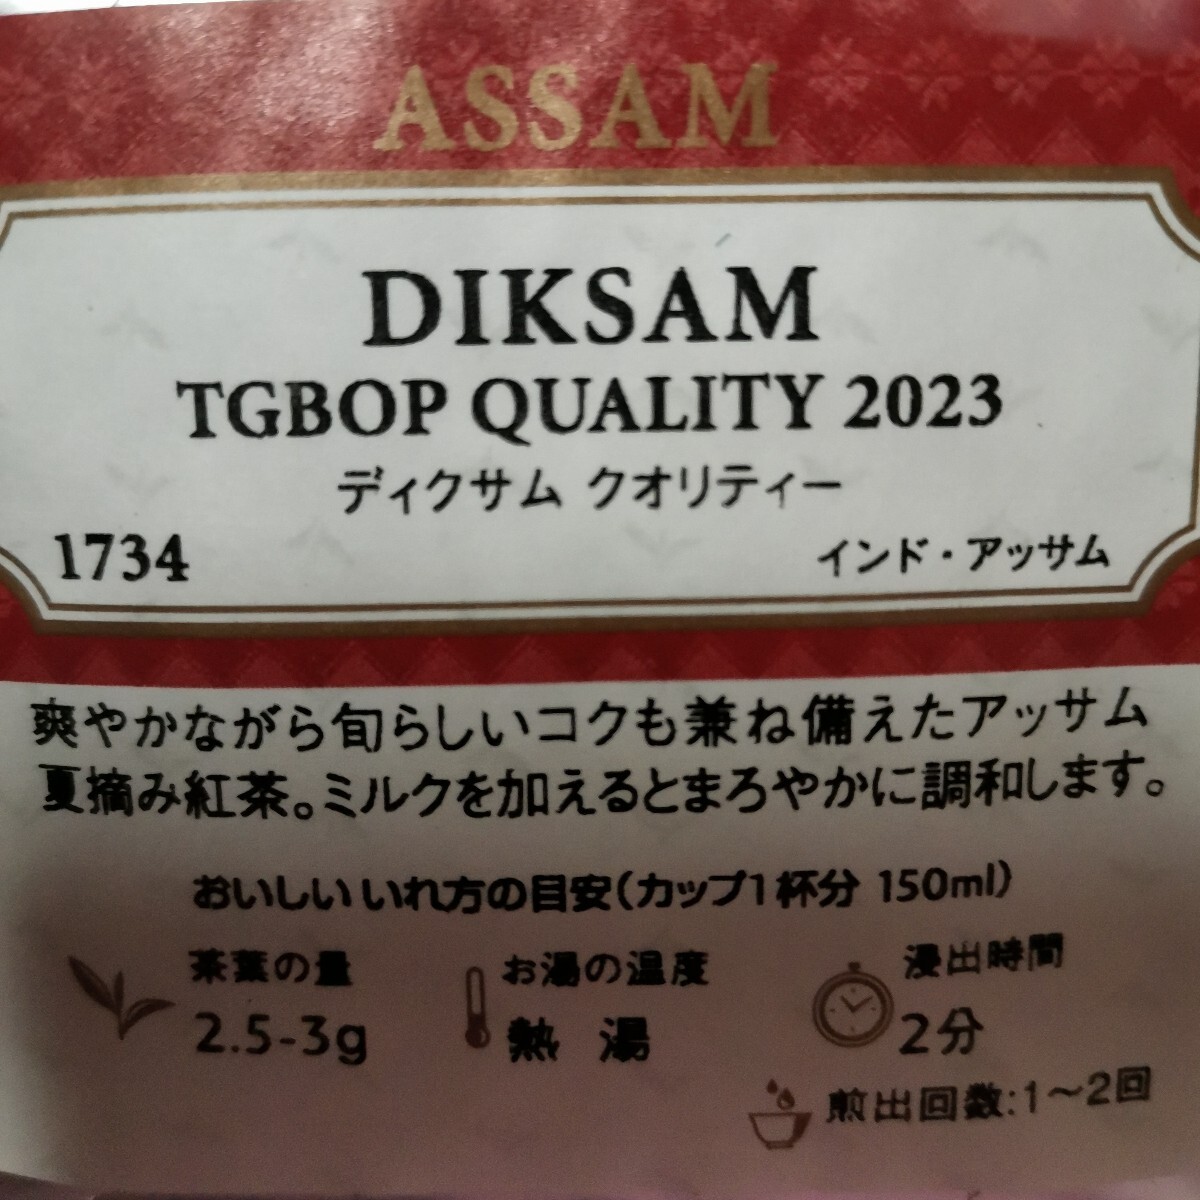 ASSAM
DIKSAM
TGBOP QUALITY 2023
ディクサム クオリティー
1734
インド・アッサム
爽やかながら旬らしいコクも兼ね備えたアッサム
夏摘み紅茶。ミルクを加えるとまろやかに調和します。
おいしいいれ方の目安(カップ1杯分 150ml)
茶葉の量
2.5-3g
お湯の温度
熱湯
浸出時間
2分
煎出回数:1～2回